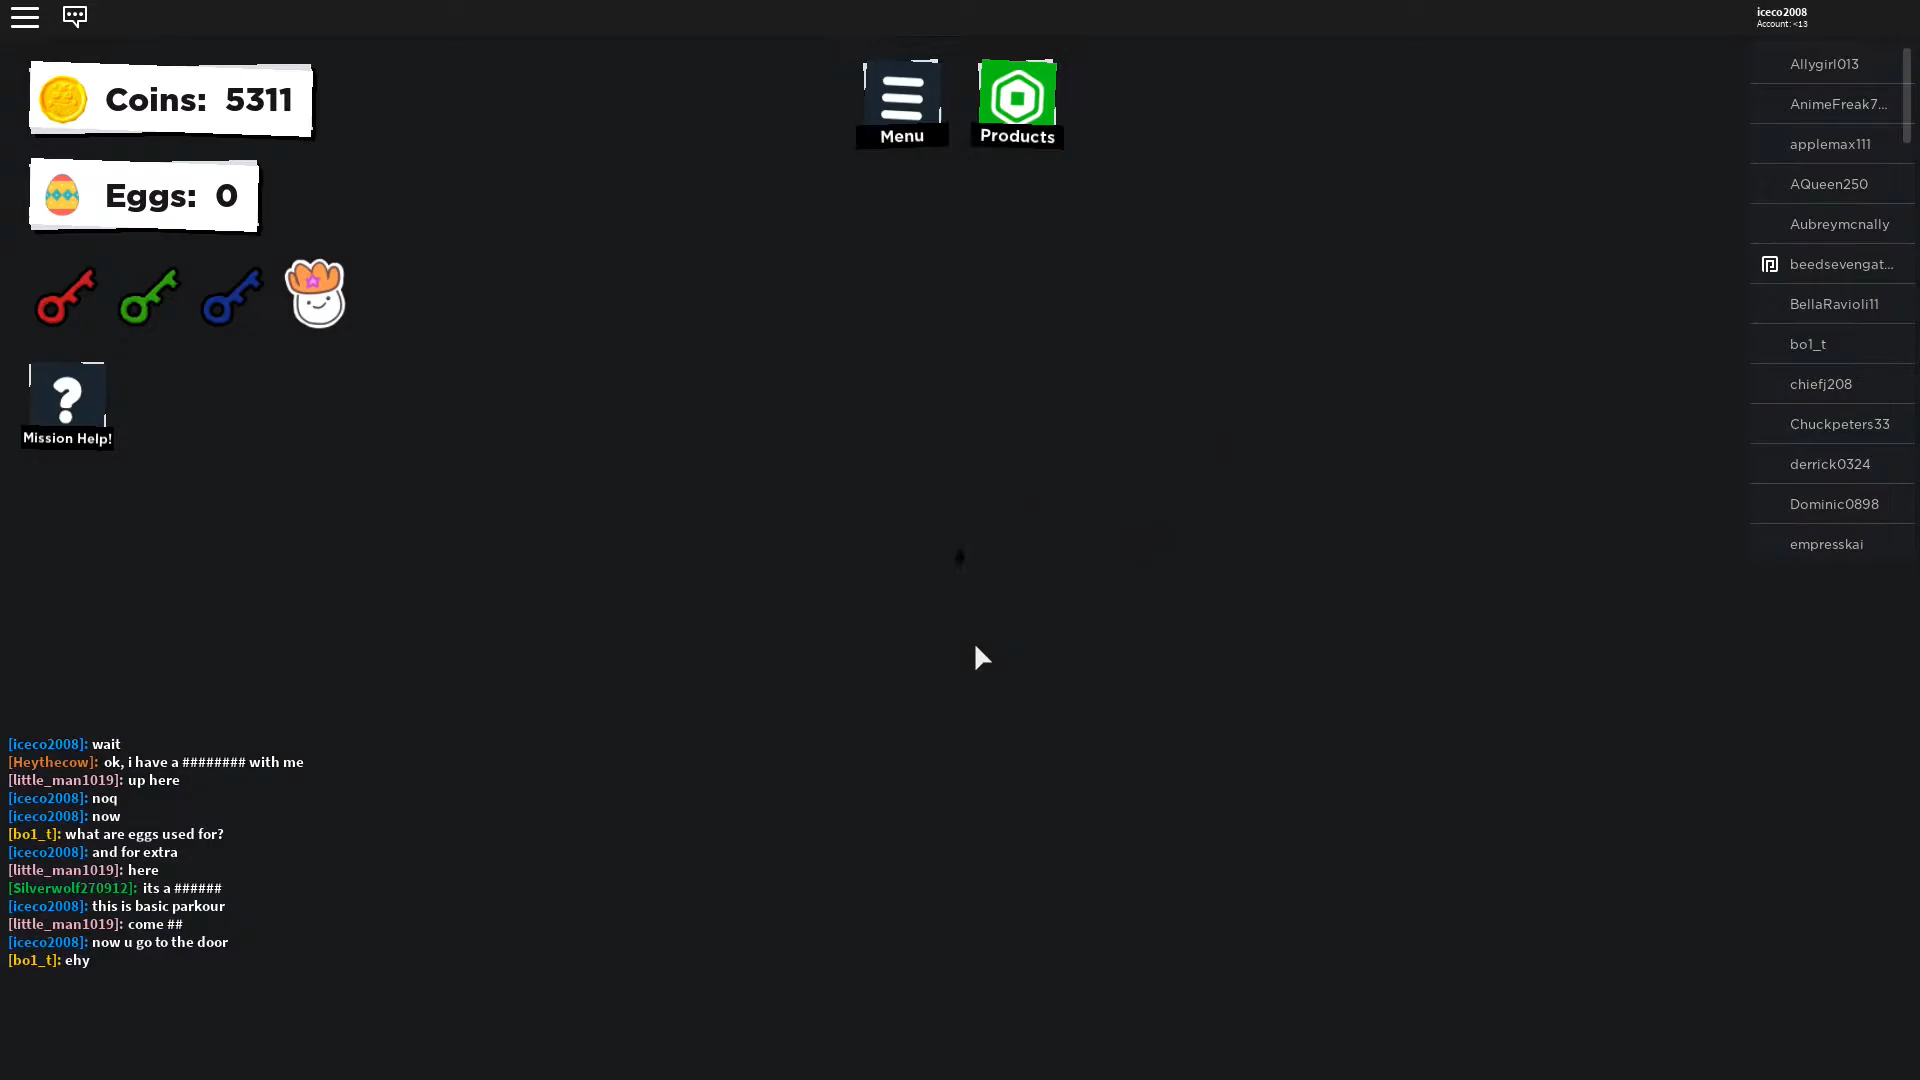 iceco2008
Account: <13
Coins: 5311
Eggs: 0
Mission Help!
Menu
Products
Allygirl013
AnimeFreak7...
applemax111
AQueen250
Aubreymcnally
beedsevengat...
BellaRavioli11
bo1_t
chiefj208
Chuckpeters33
derrick0324
Dominic0898
empresskai
[iceco2008]: wait
[Heythecow]: ok, i have a ######## with me
[little_man1019]: up here
[iceco2008]: noq
[iceco2008]: now
[bo1_t]: what are eggs used for?
[iceco2008]: and for extra
[little_man1019]: here
[Silverwolf270912]: its a ######
[iceco2008]: this is basic parkour
[little_man1019]: come ##
[iceco2008]: now u go to the door
[bo1_t]: ehy